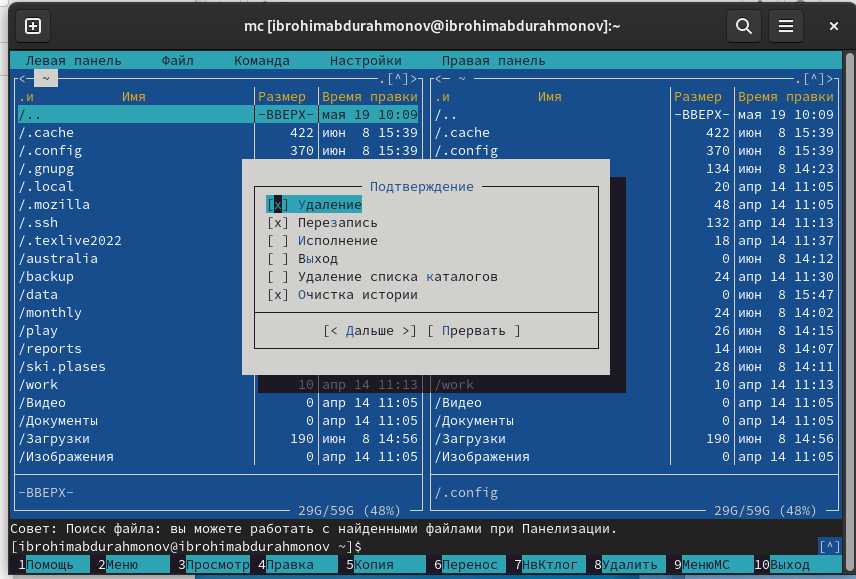 mc [ibrohimabdurahmonov@ibrohimabdurahmonov]:~
Левая панель Файл Команда Настройки Правая панель
<— ~ .[^]> <— ~ .[^]>
.и Имя Размер Время правки .и Имя Размер Время правки
/.. -ВВЕРХ- мая 19 10:09 /.. -ВВЕРХ- мая 19 10:09
/.cache 422 июн 8 15:39 /.cache 422 июн 8 15:39
/.config 370 июн 8 15:39 /.config 370 июн 8 15:39
/.gnupg 134 июн 8 14:23
/.local 20 апр 14 11:05
/.mozilla 48 апр 14 11:05
/.ssh 132 апр 14 11:13
/.texlive2022 18 апр 14 11:37
/australia 0 июн 8 14:12
/backup 24 апр 14 11:30
/data 0 июн 8 15:47
/monthly 24 июн 8 14:02
/play 26 июн 8 14:15
/reports 14 июн 8 14:07
/ski.plases 28 июн 8 14:11
Подтверждение
[x] Удаление
[x] Перезапись
[ ] Исполнение
[ ] Выход
[ ] Удаление списка каталогов
[x] Очистка истории
[< Дальше >] [ Прервать ]
/work 10 апр 14 11:13 /work 10 апр 14 11:13
/Видео 0 апр 14 11:05 /Видео 0 апр 14 11:05
/Документы 0 апр 14 11:05 /Документы 0 апр 14 11:05
/Загрузки 190 июн 8 14:56 /Загрузки 190 июн 8 14:56
/Изображения 0 апр 14 11:05 /Изображения 0 апр 14 11:05
-ВВЕРХ- /.config
29G/59G (48%) 29G/59G (48%)
Совет: Поиск файла: вы можете работать с найденными файлами при Панелизации.
[ibrohimabdurahmonov@ibrohimabdurahmonov ~]$ [^]
1Помощь 2Меню 3Просмотр 4Правка 5Копия 6Перенос 7НвКтлог 8Удалить 9МенюMC 10Выход